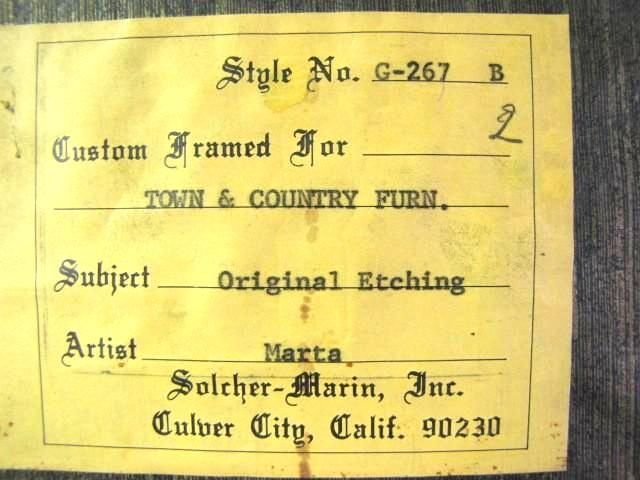 Style No. G-267 B
2
Custom Framed For
TOWN & COUNTRY FURN.
Subject Original Etching
Artist Marta
Solcher-Marin, Inc.
Culver City, Calif. 90230